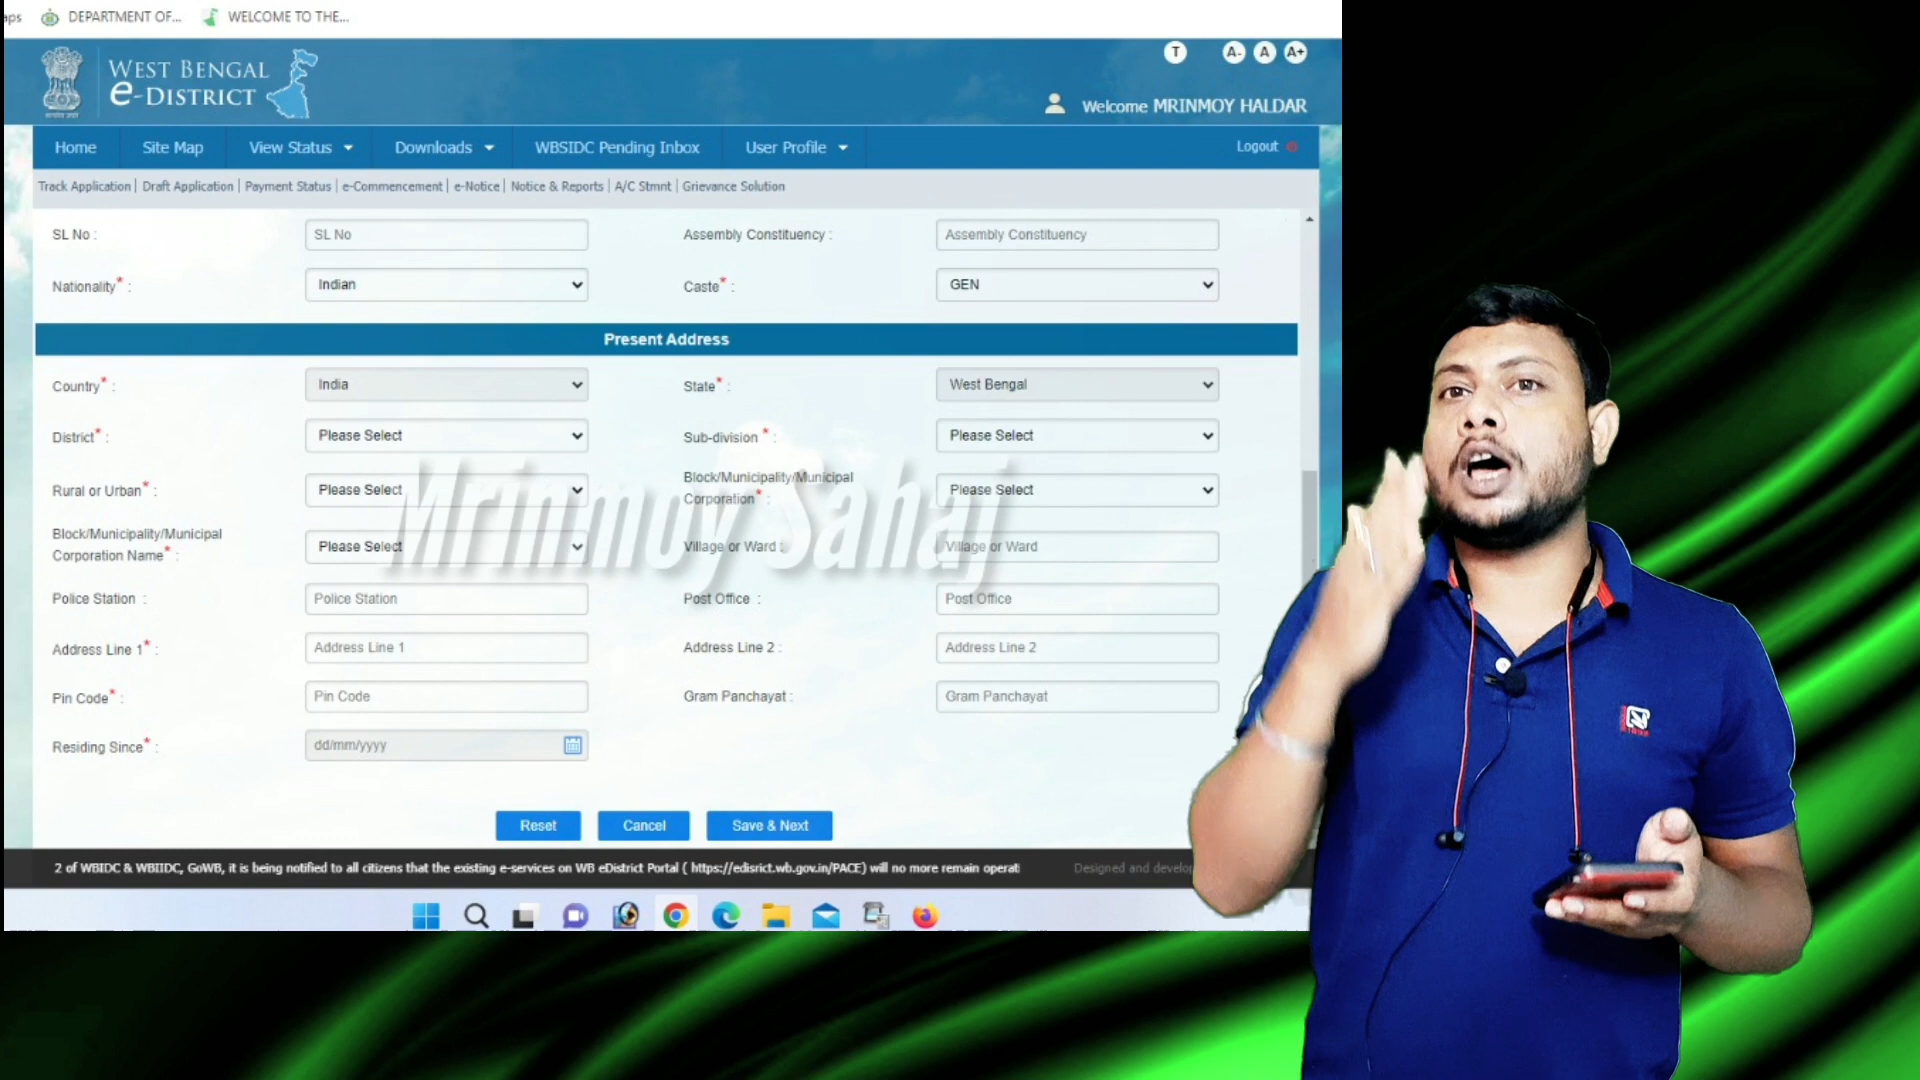 aps DEPARTMENT OF... WELCOME TO THE...
T A- A A+
WEST BENGAL
e-DISTRICT
Welcome MRINMOY HALDAR
Home Site Map View Status Downloads WBSIDC Pending Inbox User Profile Logout
Track Application | Draft Application | Payment Status | e-Commencement | e-Notice | Notice & Reports | A/C Stmnt | Grievance Solution
SL No : SL No Assembly Constituency : Assembly Constituency
Nationality* : Indian Caste* : GEN
Present Address
Country* : India State* : West Bengal
District* : Please Select Sub-division * : Please Select
Rural or Urban* : Please Select Block/Municipality/Municipal Corporation* : Please Select
Block/Municipality/Municipal Corporation Name* : Please Select Village or Ward : Village or Ward
Mrinmoy Sahaj
Police Station : Police Station Post Office : Post Office
Address Line 1* : Address Line 1 Address Line 2 : Address Line 2
Pin Code* : Pin Code Gram Panchayat : Gram Panchayat
Residing Since* : dd/mm/yyyy
Reset Cancel Save & Next
2 of WBIDC & WBIIDC, GoWB, it is being notified to all citizens that the existing e-services on WB eDistrict Portal ( https://edisrict.wb.gov.in/PACE) will no more remain operati Designed and develop